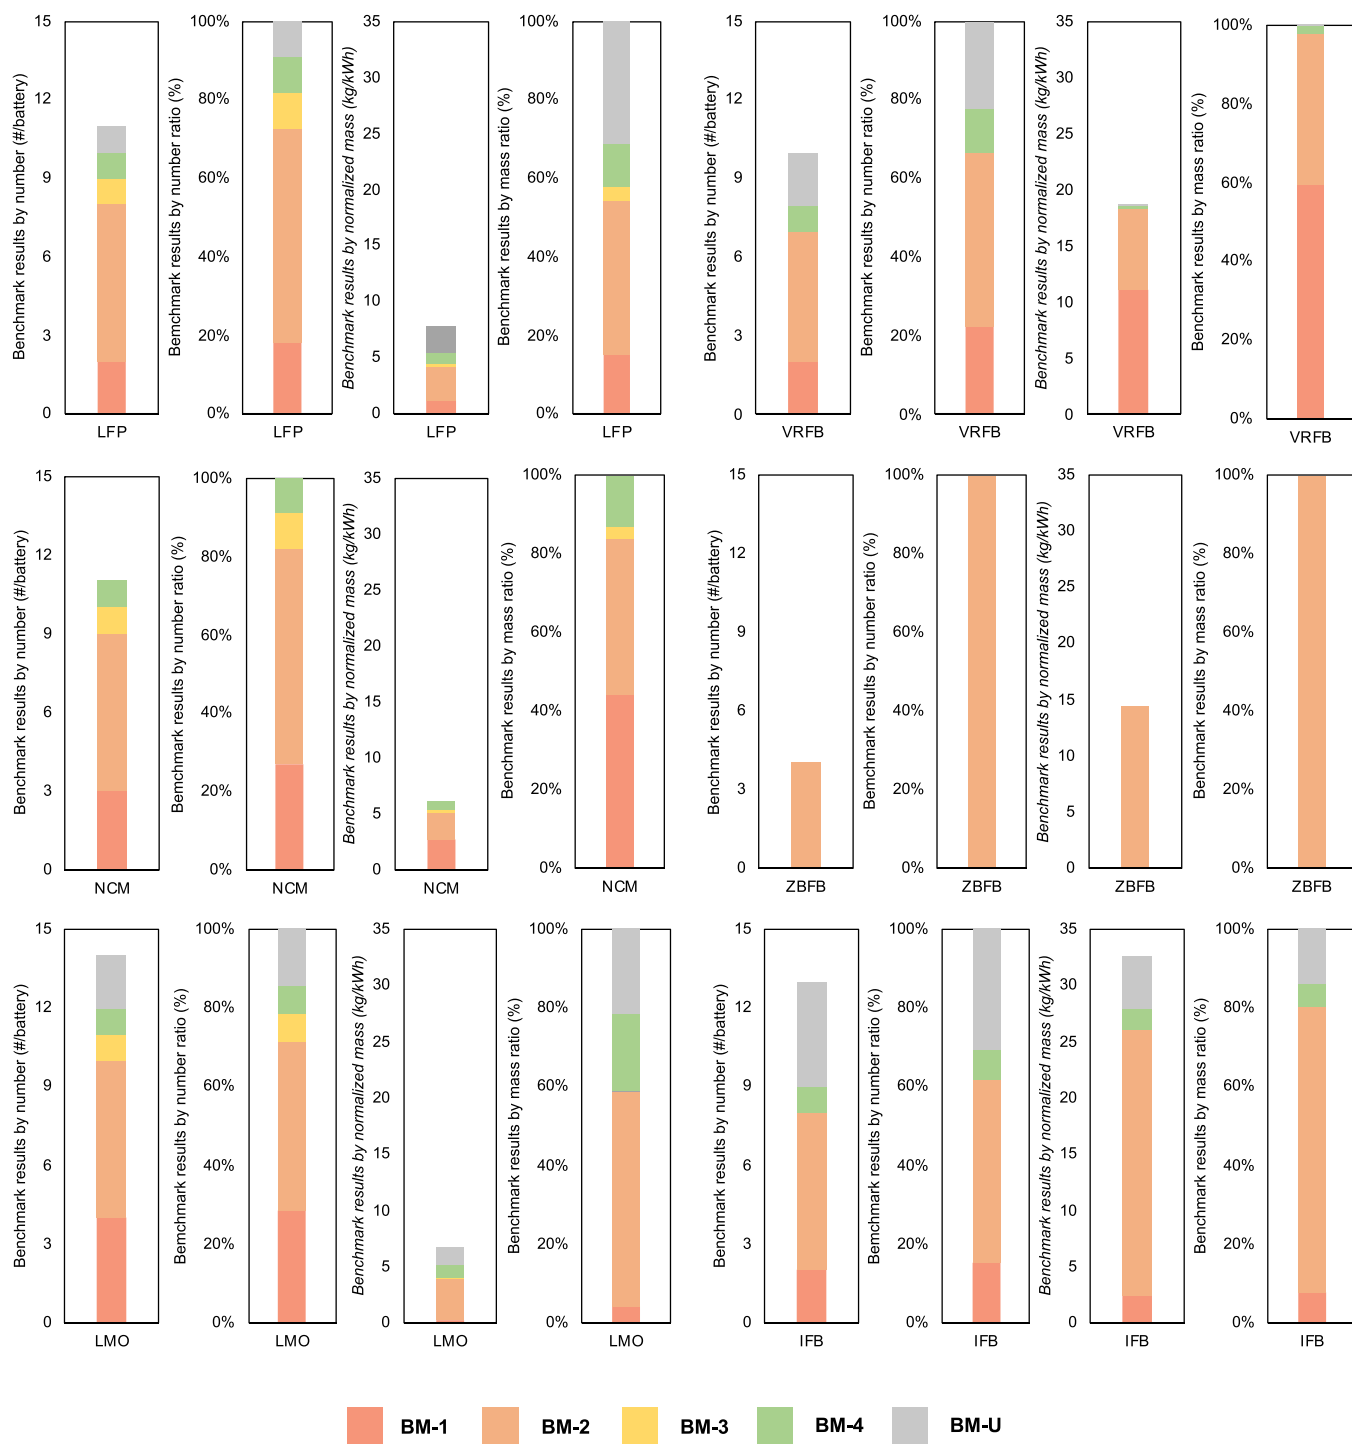 Benchmark results by number (#/battery)
15
12
9
6
3
0
LFP
Bemchmark results by number ratio (%)
100%
80%
60%
40%
20%
0%
LFP
Benchmark results by normalized mass (kg/kWh)
35
30
25
20
15
10
5
0
LFP
Benchmark results by mass ratio (%)
100%
80%
60%
40%
20%
0%
LFP
Benchmark results by number (#/battery)
15
12
9
6
3
0
VRFB
Bemchmark results by number ratio (%)
100%
80%
60%
40%
20%
0%
VRFB
Benchmark results by normalized mass (kg/kWh)
35
30
25
20
15
10
5
0
VRFB
Benchmark results by mass ratio (%)
100%
80%
60%
40%
20%
0%
VRFB
Benchmark results by number (#/battery)
15
12
9
6
3
0
NCM
Bemchmark results by number ratio (%)
100%
80%
60%
40%
20%
0%
NCM
Benchmark results by normalized mass (kg/kWh)
35
30
25
20
15
10
5
0
NCM
Benchmark results by mass ratio (%)
100%
80%
60%
40%
20%
0%
NCM
Benchmark results by number (#/battery)
15
12
9
6
3
0
ZBFB
Bemchmark results by number ratio (%)
100%
80%
60%
40%
20%
0%
ZBFB
Benchmark results by normalized mass (kg/kWh)
35
30
25
20
15
10
5
0
ZBFB
Benchmark results by mass ratio (%)
100%
80%
60%
40%
20%
0%
ZBFB
Benchmark results by number (#/battery)
15
12
9
6
3
0
LMO
Bemchmark results by number ratio (%)
100%
80%
60%
40%
20%
0%
LMO
Benchmark results by normalized mass (kg/kWh)
35
30
25
20
15
10
5
0
LMO
Benchmark results by mass ratio (%)
100%
80%
60%
40%
20%
0%
LMO
Benchmark results by number (#/battery)
15
12
9
6
3
0
IFB
Bemchmark results by number ratio (%)
100%
80%
60%
40%
20%
0%
IFB
Benchmark results by normalized mass (kg/kWh)
35
30
25
20
15
10
5
0
IFB
Benchmark results by mass ratio (%)
100%
80%
60%
40%
20%
0%
IFB
BM-1
BM-2
BM-3
BM-4
BM-U